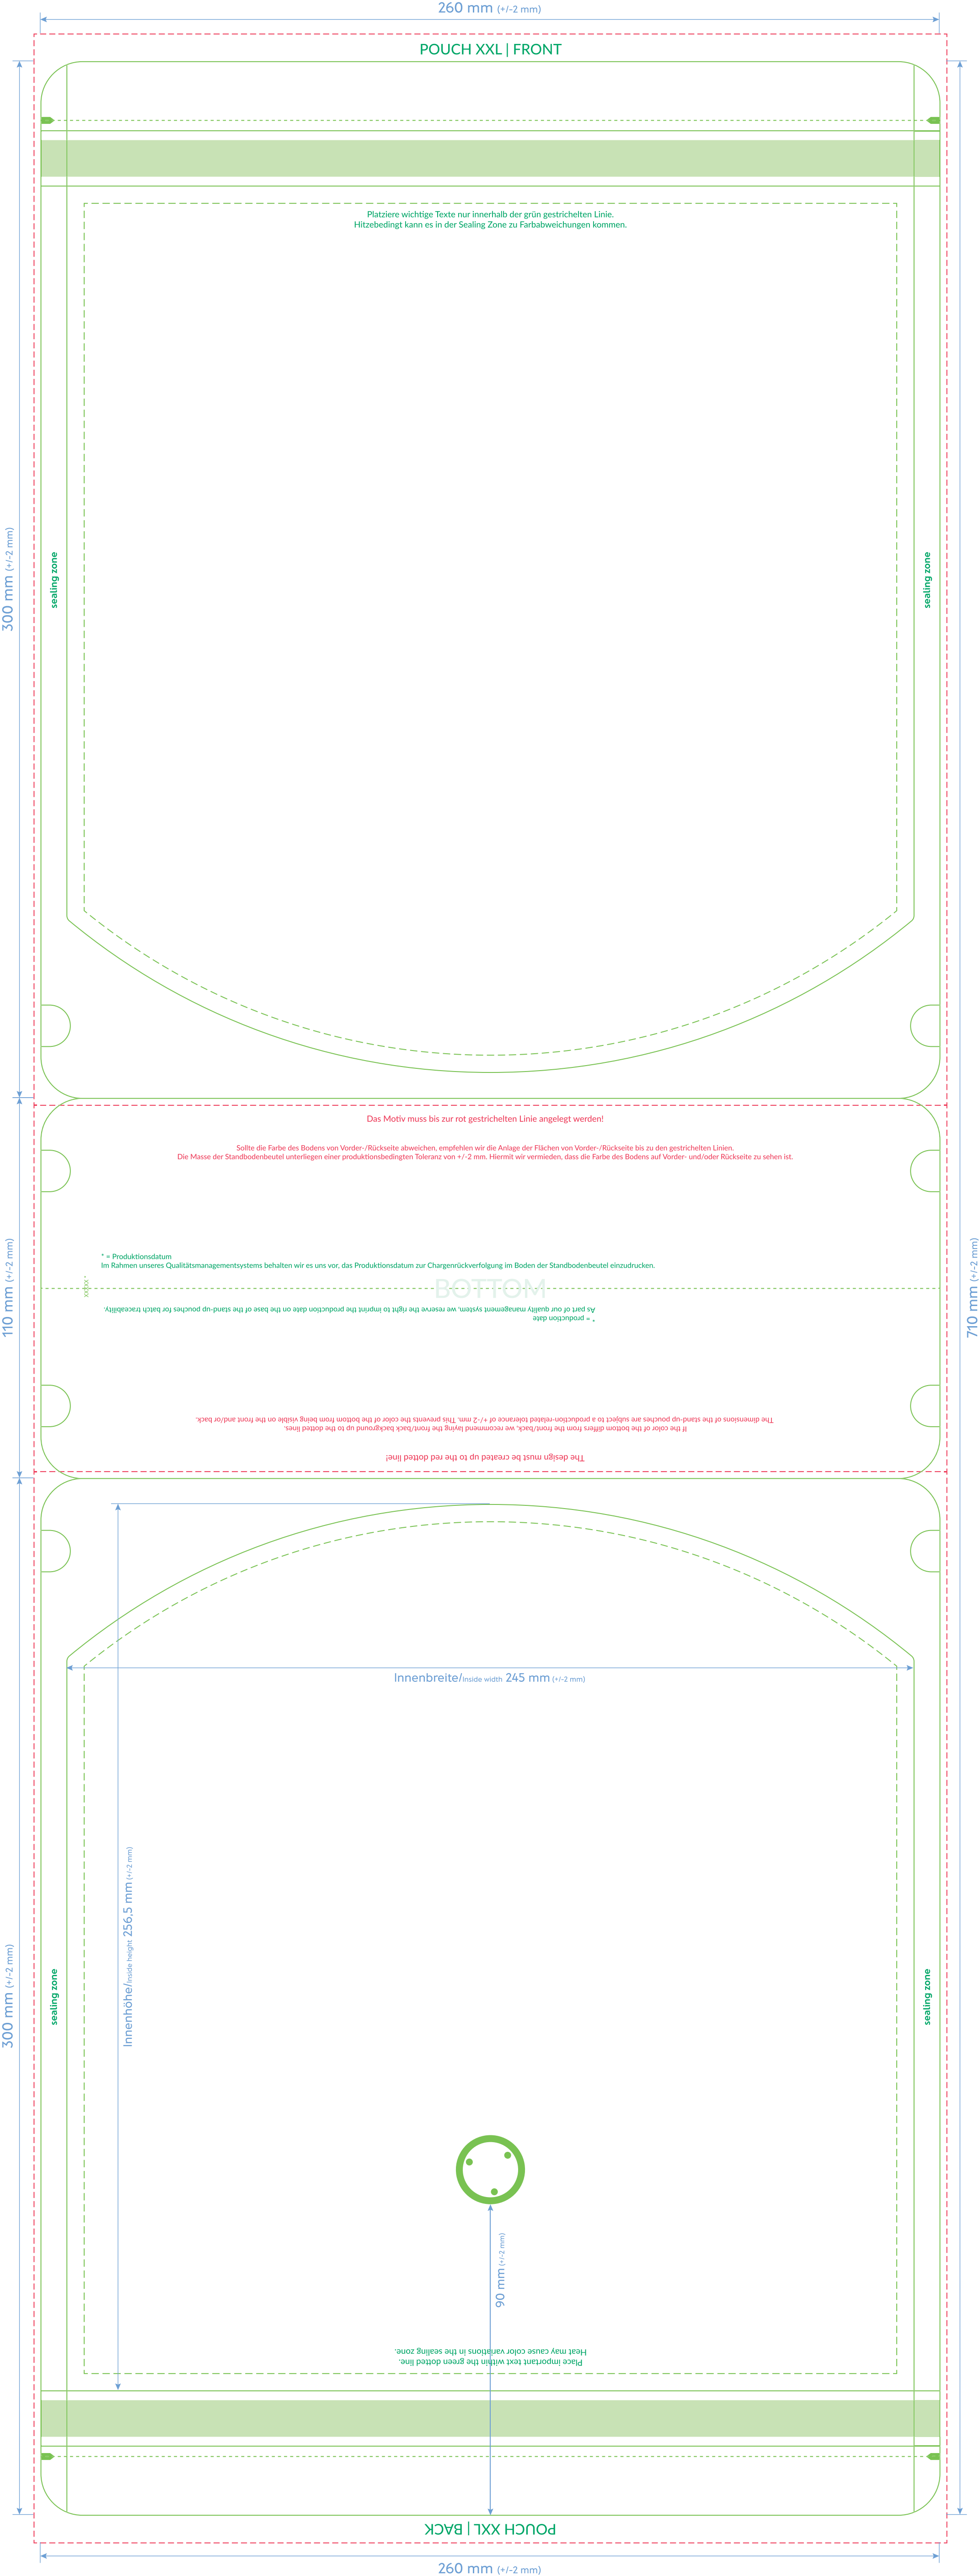 260 mm (+/-2 mm)
POUCH XXL | FRONT
Platziere wichtige Texte nur innerhalb der grün gestrichelten Linie.
Hitzebedingt kann es in der Sealing Zone zu Farbabweichungen kommen.
300 mm (+/-2 mm)
sealing zone
sealing zone
Das Motiv muss bis zur rot gestrichelten Linie angelegt werden!
Sollte die Farbe des Bodens von Vorder-/Rückseite abweichen, empfehlen wir die Anlage der Flächen von Vorder-/Rückseite bis zu den gestrichelten Linien.
Die Masse der Standbodenbeutel unterliegen einer produktionsbedingten Toleranz von +/-2 mm. Hiermit wir vermieden, dass die Farbe des Bodens auf Vorder- und/oder Rückseite zu sehen ist.
110 mm (+/-2 mm)
710 mm (+/-2 mm)
* = Produktionsdatum
Im Rahmen unseres Qualitätsmanagementsystems behalten wir es uns vor, das Produktionsdatum zur Chargenrückverfolgung im Boden der Standbodenbeutel einzudrucken.
BOTTOM
* = production date
As part of our quality management system, we reserve the right to imprint the production date on the base of the stand-up pouches for batch traceability.
The design must be created up to the red dotted line!
If the color of the bottom differs from the front/back, we recommend laying the front/back background up to the dotted lines.
The dimensions of the stand-up pouches are subject to a production-related tolerance of +/-2 mm. This prevents the color of the bottom from being visible on the front and/or back.
Innenbreite/Inside width 245 mm (+/-2 mm)
Innenhöhe/Inside height 256,5 mm (+/-2 mm)
300 mm (+/-2 mm)
sealing zone
sealing zone
90 mm (+/-2 mm)
Place important text within the green dotted line.
Heat may cause color variations in the sealing zone.
POUCH XXL | BACK
260 mm (+/-2 mm)